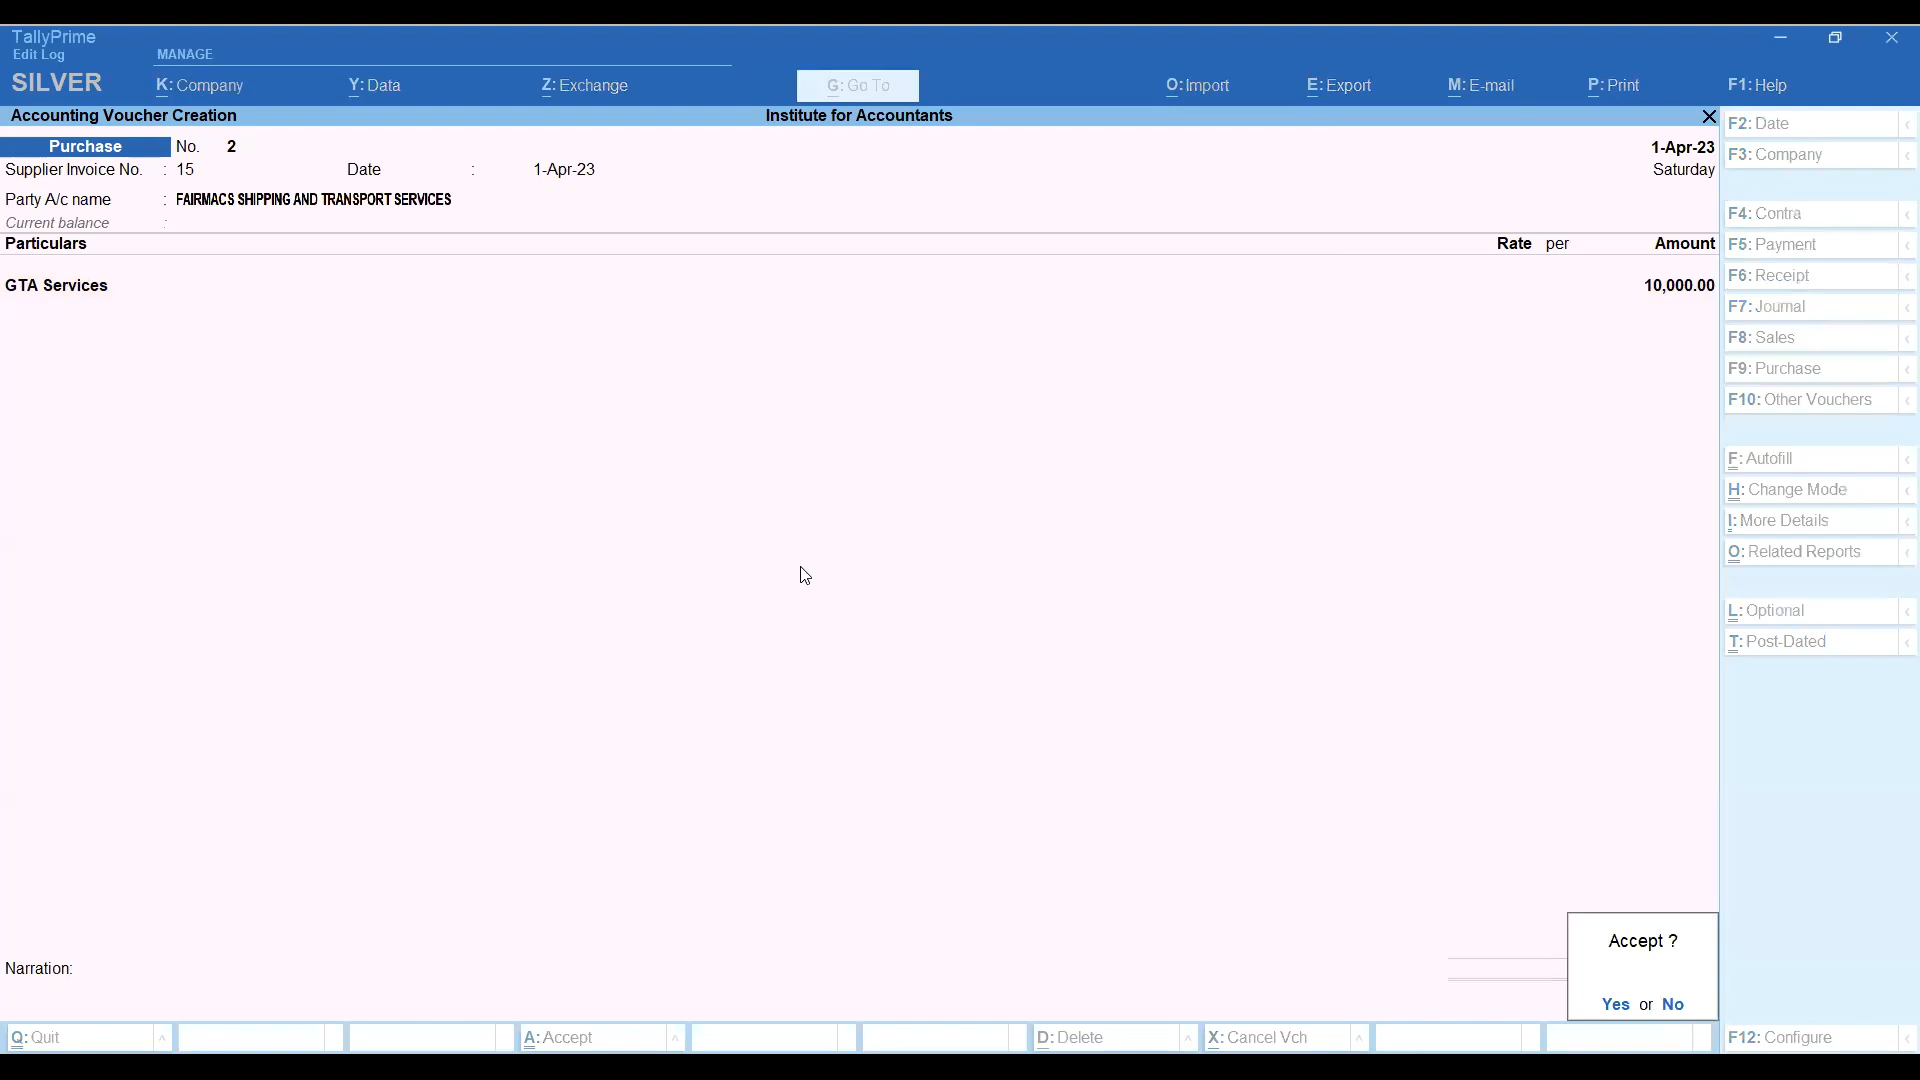 TallyPrime
Edit Log
MANAGE
SILVER
K: Company
Y: Data
Z: Exchange
G: Go To
O: Import
E: Export
M: E-mail
P: Print
F1: Help
Accounting Voucher Creation
Institute for Accountants
Purchase No. 2
1-Apr-23
Supplier Invoice No. : 15 Date : 1-Apr-23
Saturday
Party A/c name : FAIRMACS SHIPPING AND TRANSPORT SERVICES
Current balance :
Particulars Rate per Amount
GTA Services 10,000.00
Narration:
Accept ?
Yes or No
F2: Date
F3: Company
F4: Contra
F5: Payment
F6: Receipt
F7: Journal
F8: Sales
F9: Purchase
F10: Other Vouchers
F: Autofill
H: Change Mode
I: More Details
O: Related Reports
L: Optional
T: Post-Dated
Q: Quit
A: Accept
D: Delete
X: Cancel Vch
F12: Configure